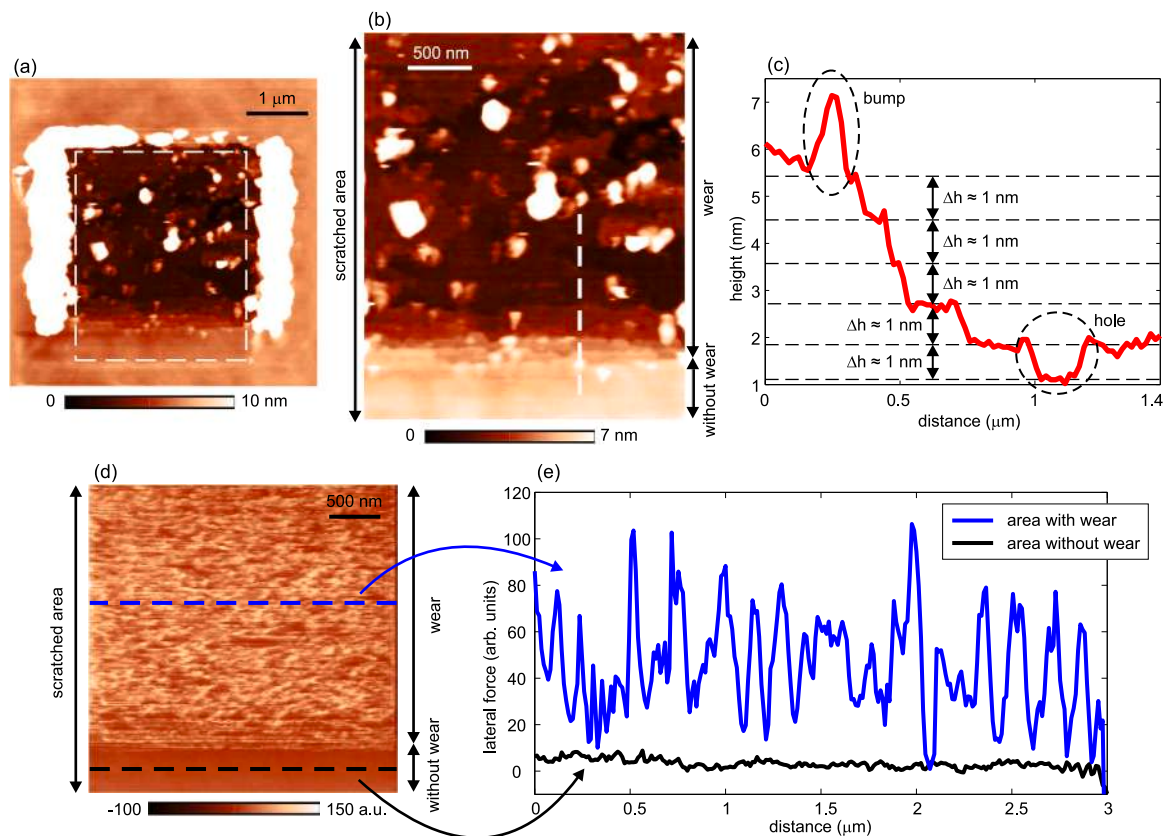 (a)
1 μm
0
10 nm
(b)
500 nm
scratched area
wear
without wear
0
7 nm
(c)
bump
hole
Δh ≈ 1 nm
Δh ≈ 1 nm
Δh ≈ 1 nm
Δh ≈ 1 nm
Δh ≈ 1 nm
7
6
5
4
3
2
1
height (nm)
0
0.5
1
1.4
distance (μm)
(d)
500 nm
scratched area
wear
without wear
-100
150 a.u.
(e)
area with wear
area without wear
120
100
80
60
40
20
0
lateral force (arb. units)
0
0.5
1
1.5
2
2.5
3
distance (μm)